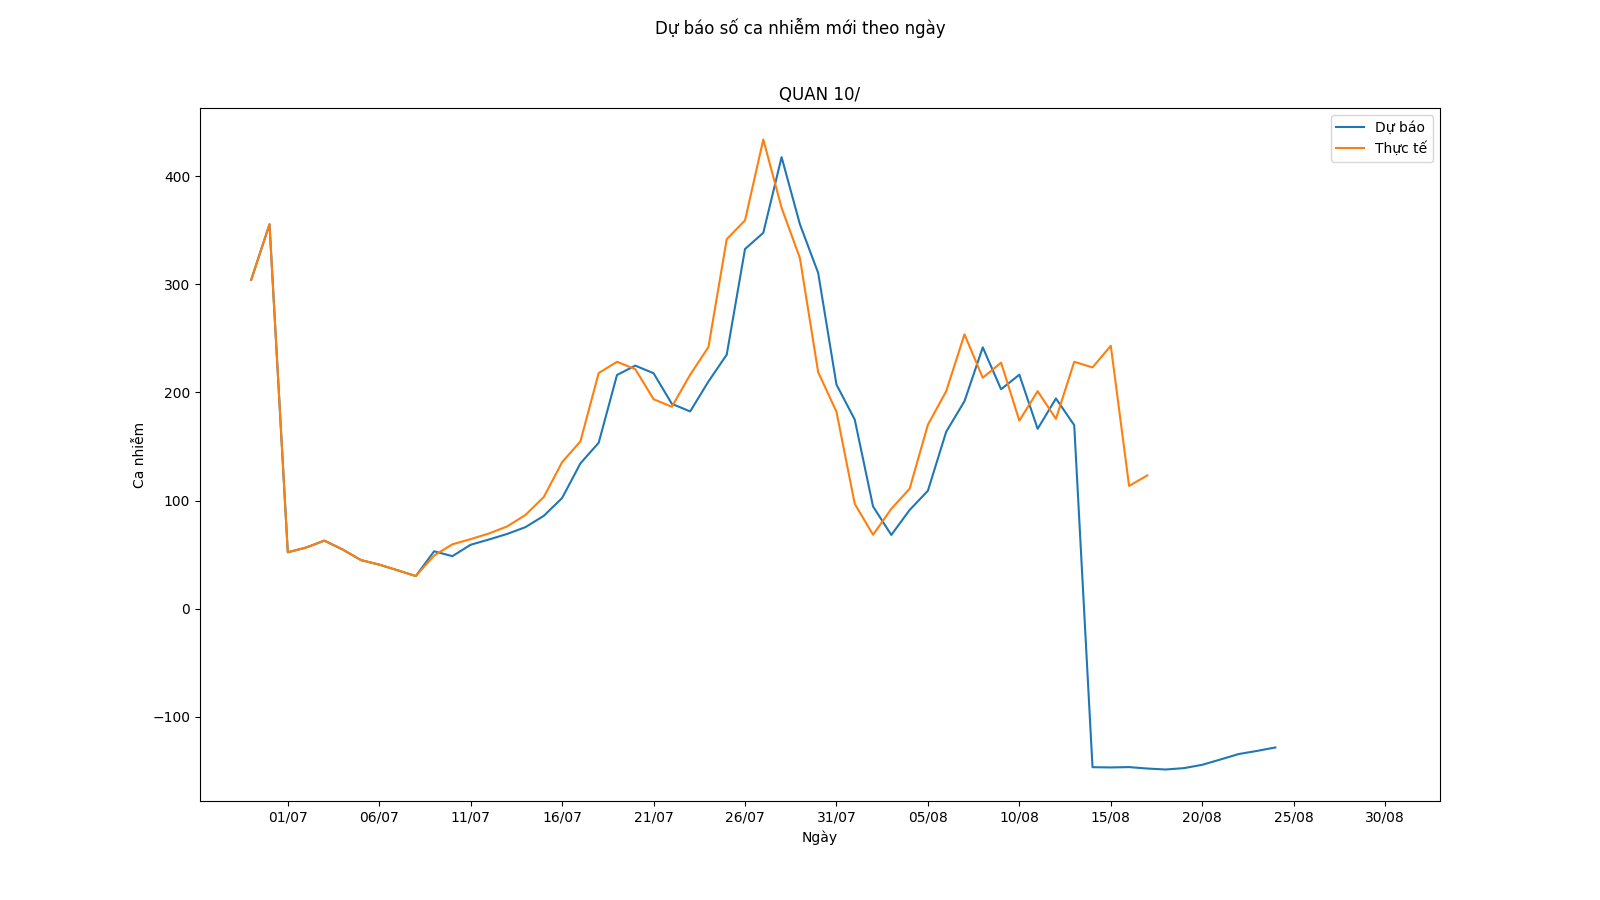 Dự báo số ca nhiễm mới theo ngày
QUAN 10/
Dự báo
Thực tế
400
300
200
100
0
−100
Ca nhiễm
01/07 06/07 11/07 16/07 21/07 26/07 31/07 05/08 10/08 15/08 20/08 25/08 30/08
Ngày